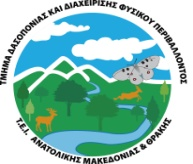 ΤΜΗΜΑ ΔΑΣΟΠΟΝΙΑΣ ΚΑΙ ΔΙΑΧΕΙΡΙΣΗΣ ΦΥΣΙΚΟΥ ΠΕΡΙΒΑΛΛΟΝΤΟΣ
Τ.Ε.Ι. ΑΝΑΤΟΛΙΚΗΣ ΜΑΚΕΔΟΝΙΑΣ & ΘΡΑΚΗΣ